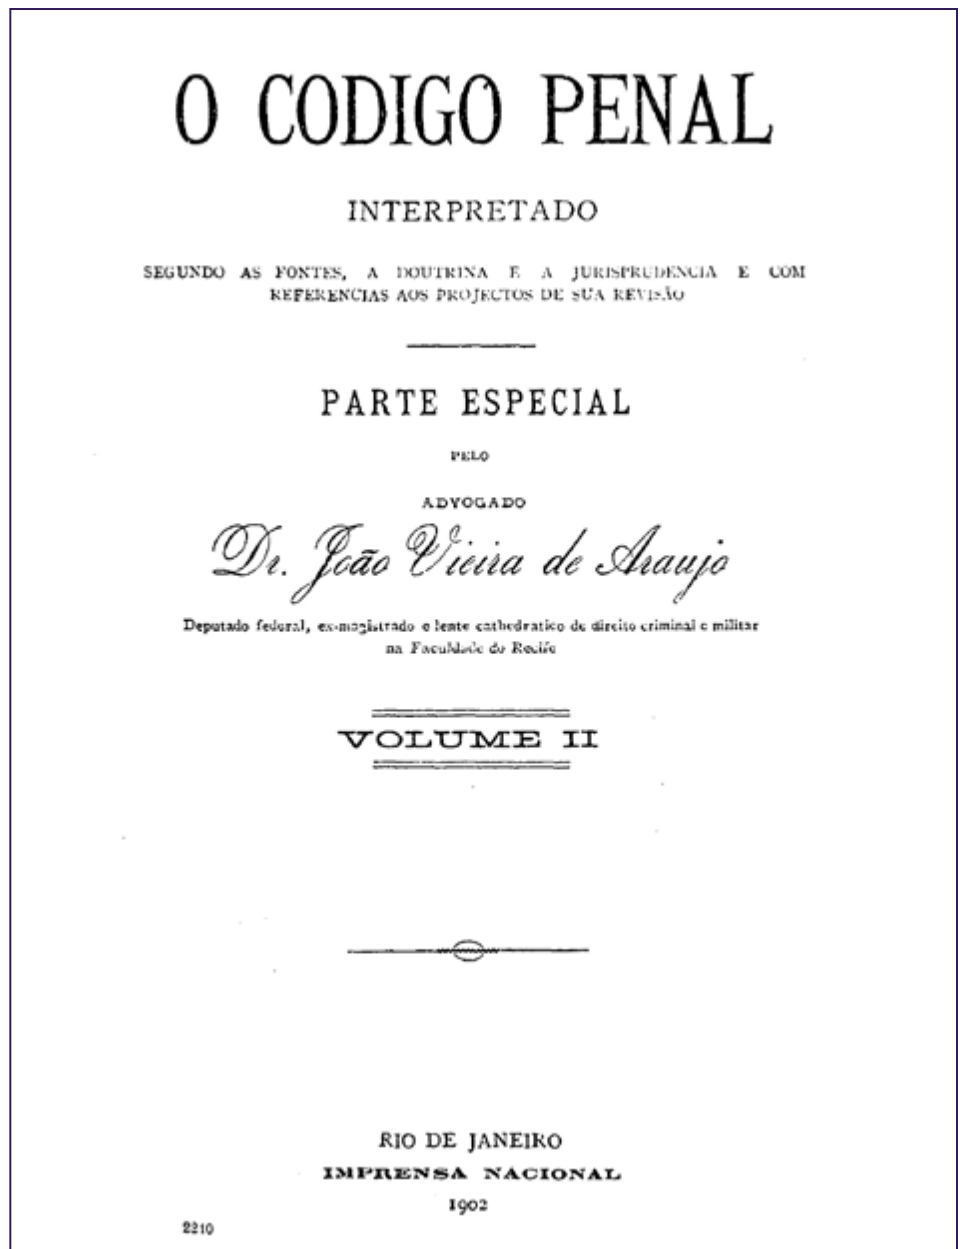 O CODIGO PENAL
INTERPRETADO
SEGUNDO AS FONTES, A DOUTRINA E A JURISPRUDENCIA E COM
REFERENCIAS AOS PROJECTOS DE SUA REVISÃO
PARTE ESPECIAL
PELO
ADVOGADO
Dr. João Vieira de Araujo
Deputado federal, ex-magistrado e lente cathedratico de direito criminal e militar
na Faculdade do Recife
VOLUME II
RIO DE JANEIRO
IMPRENSA NACIONAL
1902
2210